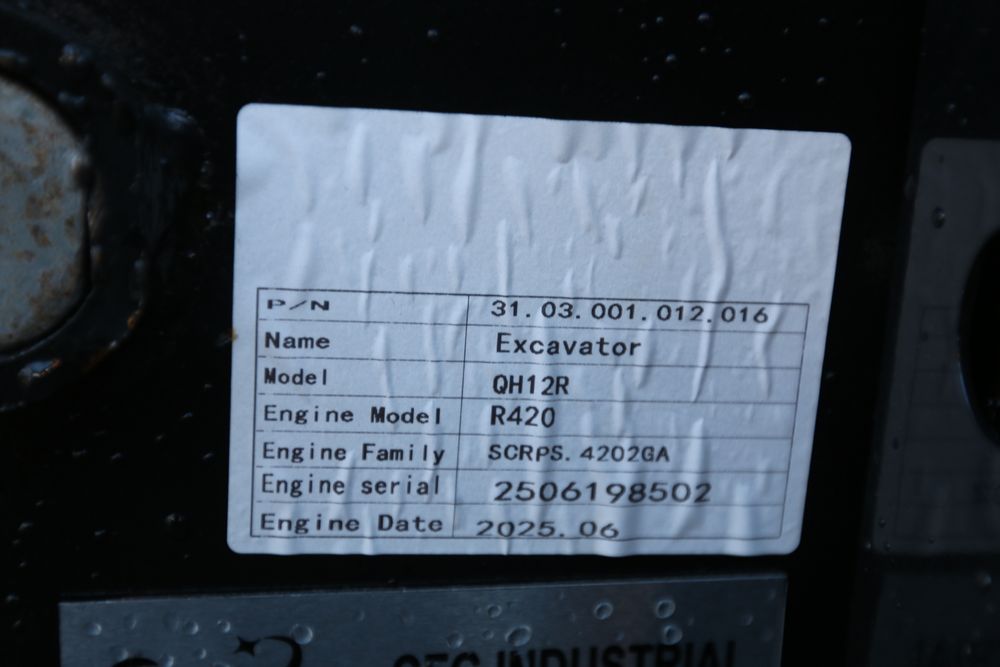 P/N 31.03.001.012.016
Name Excavator
Model QH12R
Engine Model R420
Engine Family SCRPS.4202GA
Engine serial 2506198502
Engine Date 2025.06
INDUSTRIAL